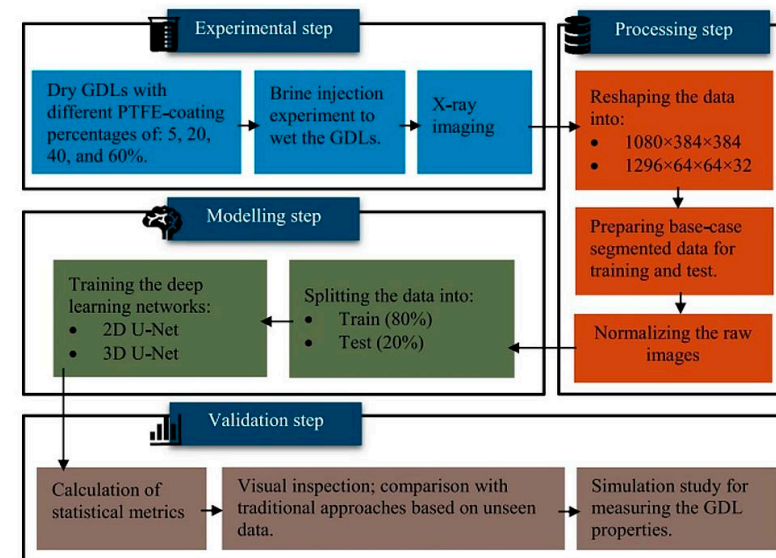 Experimental step
Dry GDLs with
different PTFE-coating
percentages of: 5, 20,
40, and 60%.
Brine injection
experiment to
wet the GDLs.
X-ray
imaging
Processing step
Reshaping the data
into:
• 1080×384×384
• 1296×64×64×32
Preparing base-case
segmented data for
training and test.
Normalizing the raw
images
Modelling step
Splitting the data into:
• Train (80%)
• Test (20%)
Training the deep
learning networks:
• 2D U-Net
• 3D U-Net
Validation step
Calculation of
statistical metrics
Visual inspection; comparison with
traditional approaches based on unseen
data.
Simulation study for
measuring the GDL
properties.